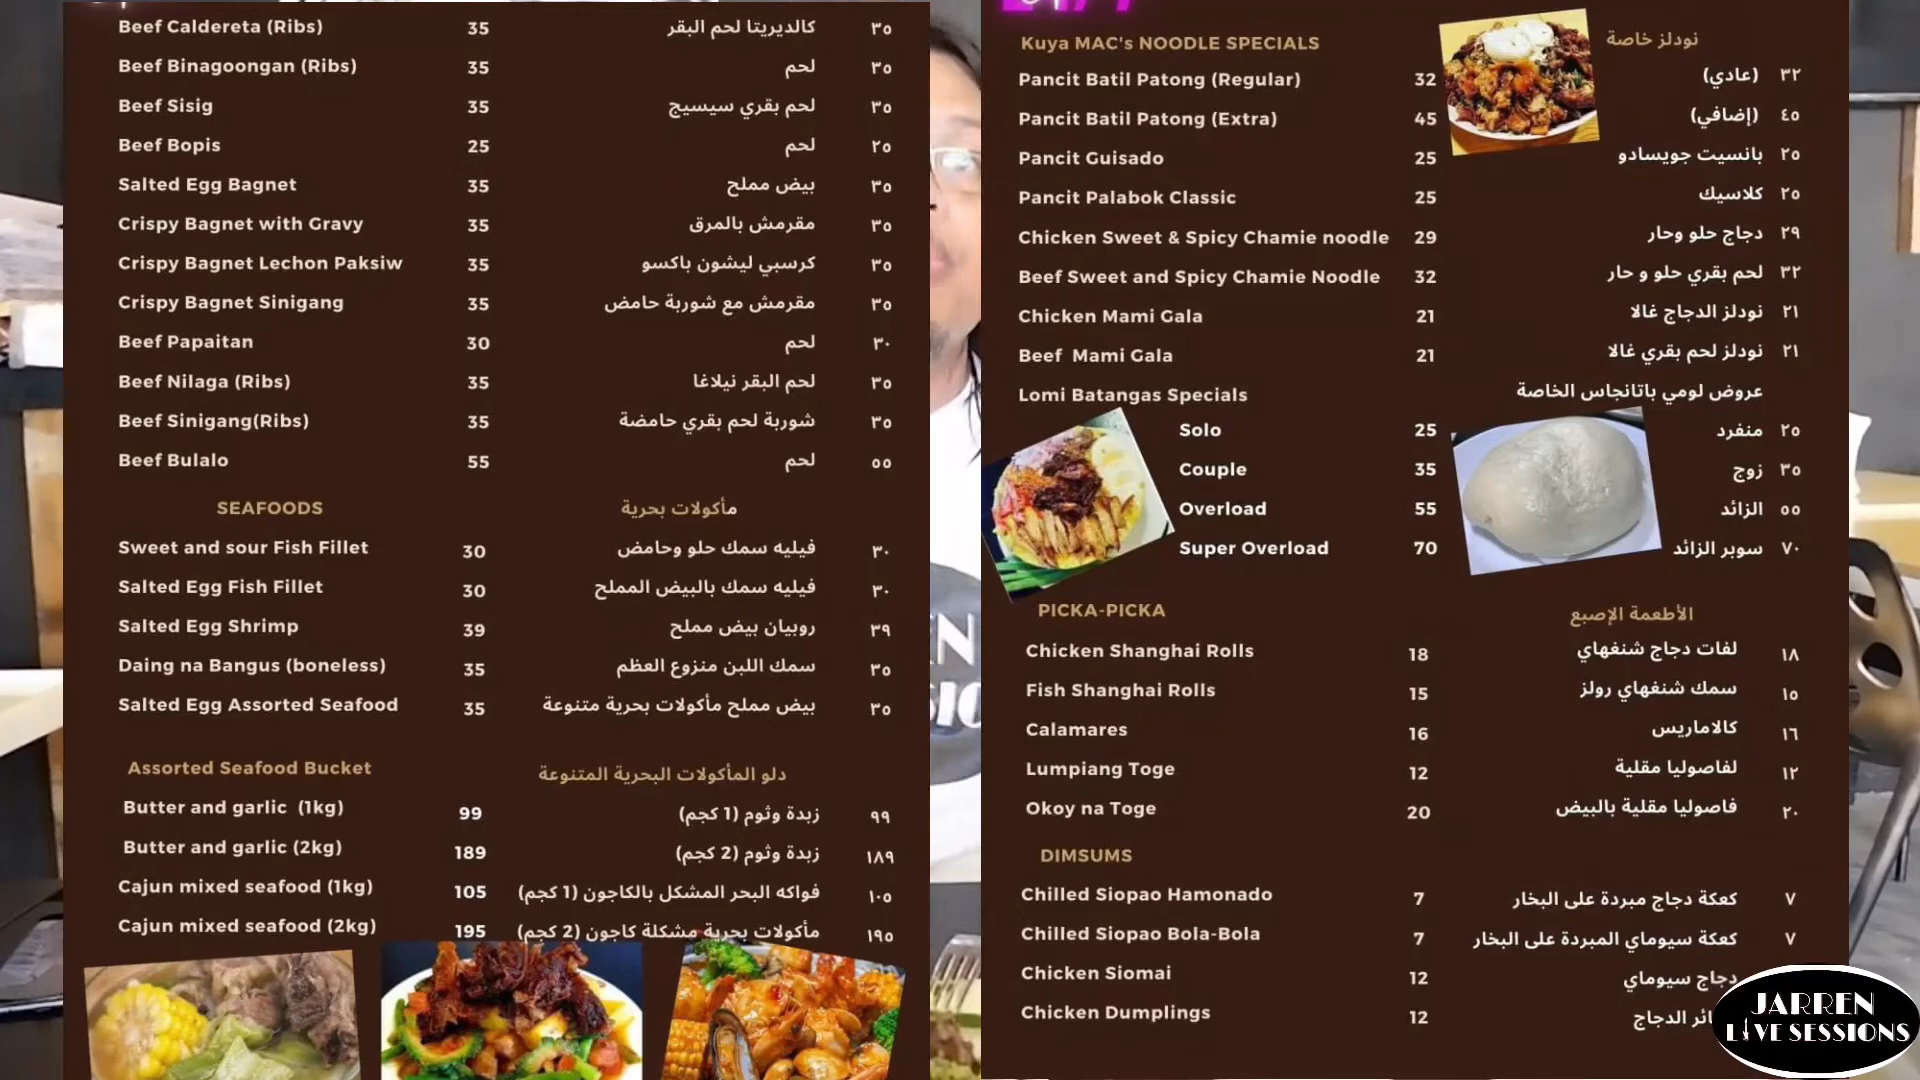 Beef Caldereta (Ribs) 35 كالديريتا لحم البقر ٣٥
Beef Binagoongan (Ribs) 35 لحم ٣٥
Beef Sisig 35 لحم بقري سيسيج ٣٥
Beef Bopis 25 لحم ٢٥
Salted Egg Bagnet 35 بيض مملح ٣٥
Crispy Bagnet with Gravy 35 مقرمش بالمرق ٣٥
Crispy Bagnet Lechon Paksiw 35 كرسبي ليشون باكسو ٣٥
Crispy Bagnet Sinigang 35 مقرمش مع شوربة حامض ٣٥
Beef Papaitan 30 لحم ٣٠
Beef Nilaga (Ribs) 35 لحم البقر نيلاغا ٣٥
Beef Sinigang(Ribs) 35 شوربة لحم بقري حامضة ٣٥
Beef Bulalo 55 لحم ٥٥
SEAFOODS مأكولات بحرية
Sweet and sour Fish Fillet 30 فيليه سمك حلو وحامض ٣٠
Salted Egg Fish Fillet 30 فيليه سمك بالبيض المملح ٣٠
Salted Egg Shrimp 39 روبيان بيض مملح ٣٩
Daing na Bangus (boneless) 35 سمك اللبن منزوع العظم ٣٥
Salted Egg Assorted Seafood 35 بيض مملح مأكولات بحرية متنوعة ٣٥
Assorted Seafood Bucket دلو المأكولات البحرية المتنوعة
Butter and garlic (1kg) 99 زبدة وثوم (1 كجم) ٩٩
Butter and garlic (2kg) 189 زبدة وثوم (2 كجم) ١٨٩
Cajun mixed seafood (1kg) 105 فواكه البحر المشكل بالكاجون (1 كجم) ١٠٥
Cajun mixed seafood (2kg) 195 مأكولات بحرية مشكلة كاجون (2 كجم) ١٩٥
Kuya MAC's NOODLE SPECIALS نودلز خاصة
Pancit Batil Patong (Regular) 32 (عادي) ٣٢
Pancit Batil Patong (Extra) 45 (إضافي) ٤٥
Pancit Guisado 25 بانسيت جويسادو ٢٥
Pancit Palabok Classic 25 كلاسيك ٢٥
Chicken Sweet & Spicy Chamie noodle 29 دجاج حلو وحار ٢٩
Beef Sweet and Spicy Chamie Noodle 32 لحم بقري حلو و حار ٣٢
Chicken Mami Gala 21 نودلز الدجاج غالا ٢١
Beef Mami Gala 21 نودلز لحم بقري غالا ٢١
Lomi Batangas Specials عروض لومي باتانجاس الخاصة
Solo 25 منفرد ٢٥
Couple 35 زوج ٣٥
Overload 55 الزائد ٥٥
Super Overload 70 سوبر الزائد ٧٠
PICKA-PICKA الأطعمة الإصبع
Chicken Shanghai Rolls 18 لفات دجاج شنغهاي ١٨
Fish Shanghai Rolls 15 سمك شنغهاي رولز ١٥
Calamares 16 كالاماريس ١٦
Lumpiang Toge 12 لفاصوليا مقلية ١٢
Okoy na Toge 20 فاصوليا مقلية بالبيض ٢٠
DIMSUMS
Chilled Siopao Hamonado 7 كعكة دجاج مبردة على البخار ٧
Chilled Siopao Bola-Bola 7 كعكة سيوماي المبردة على البخار ٧
Chicken Siomai 12 دجاج سيوماي
Chicken Dumplings 12 ائر الدجاج
JARREN
LIVE SESSIONS